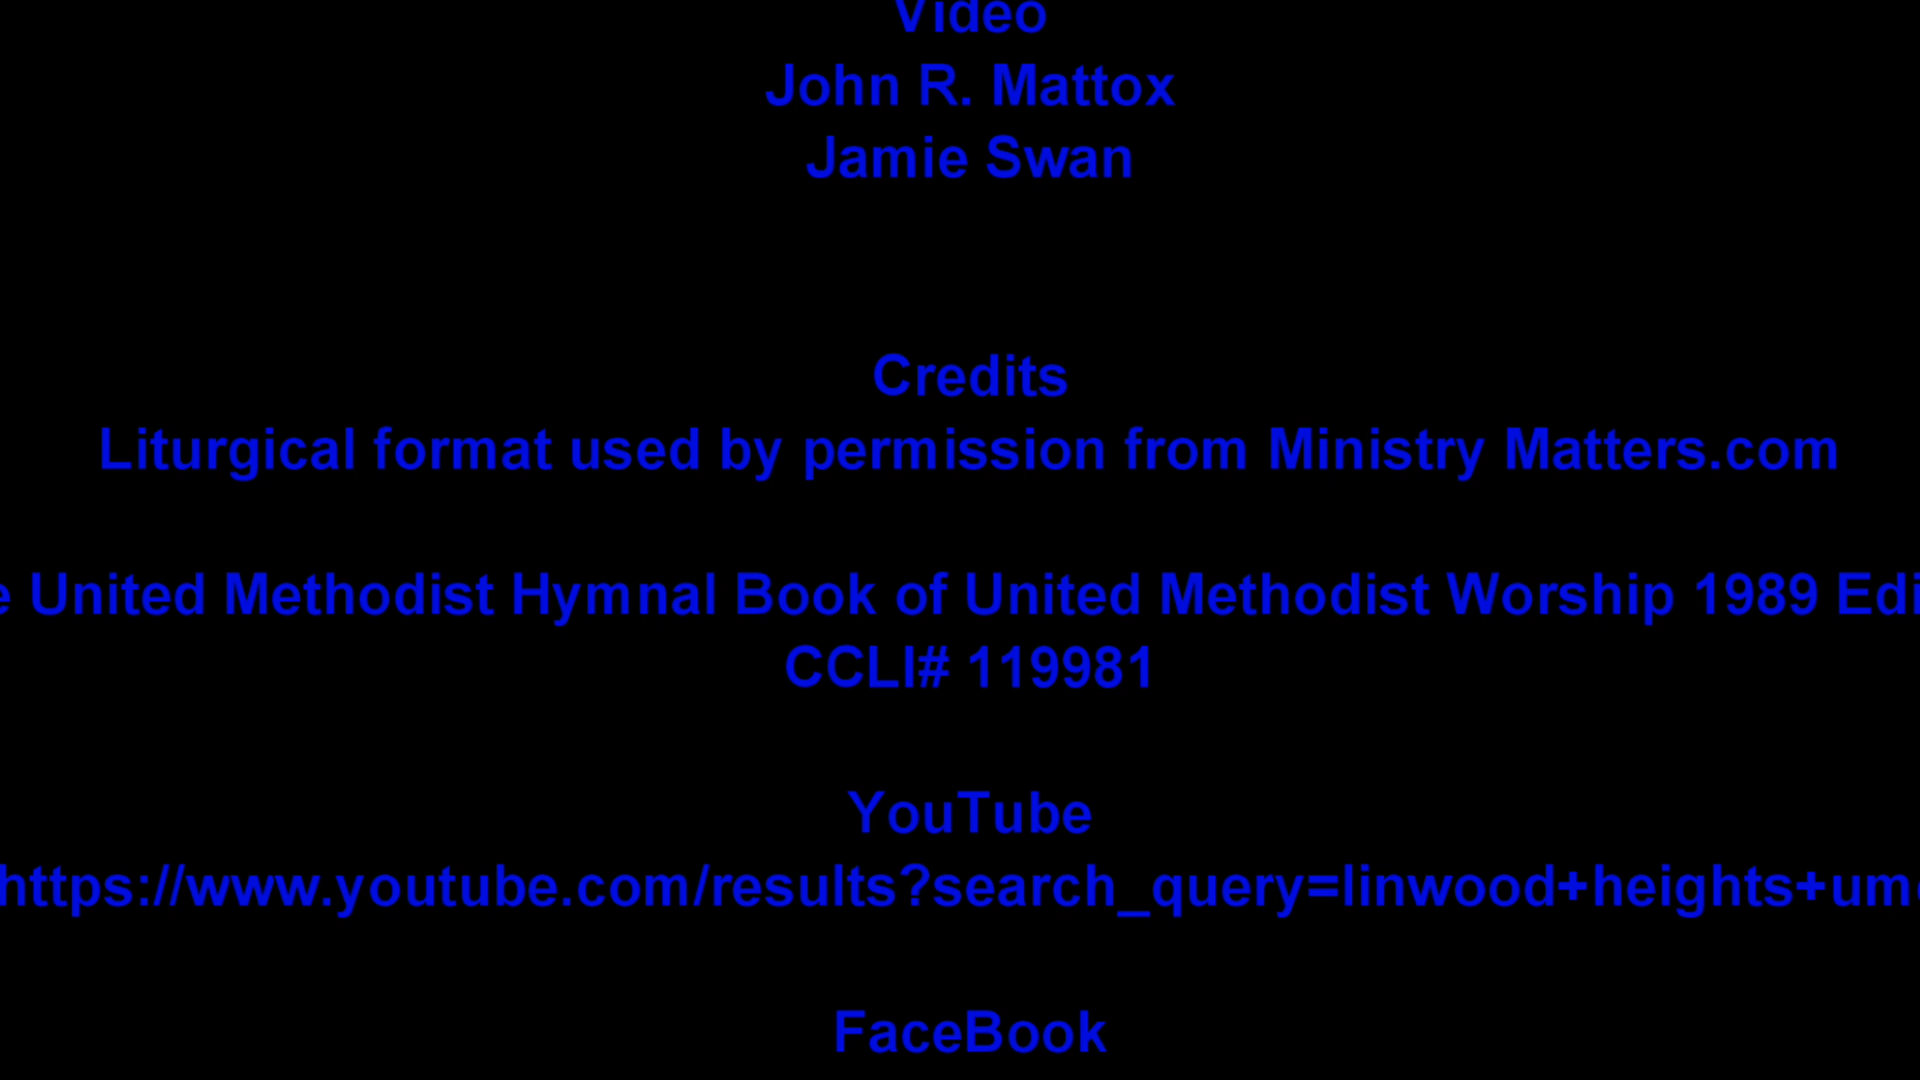 Video
John R. Mattox
Jamie Swan
Credits
Liturgical format used by permission from Ministry Matters.com
United Methodist Hymnal Book of United Methodist Worship 1989
CCLI# 119981
YouTube
https://www.youtube.com/results?search_query=linwood+heights+um
FaceBook